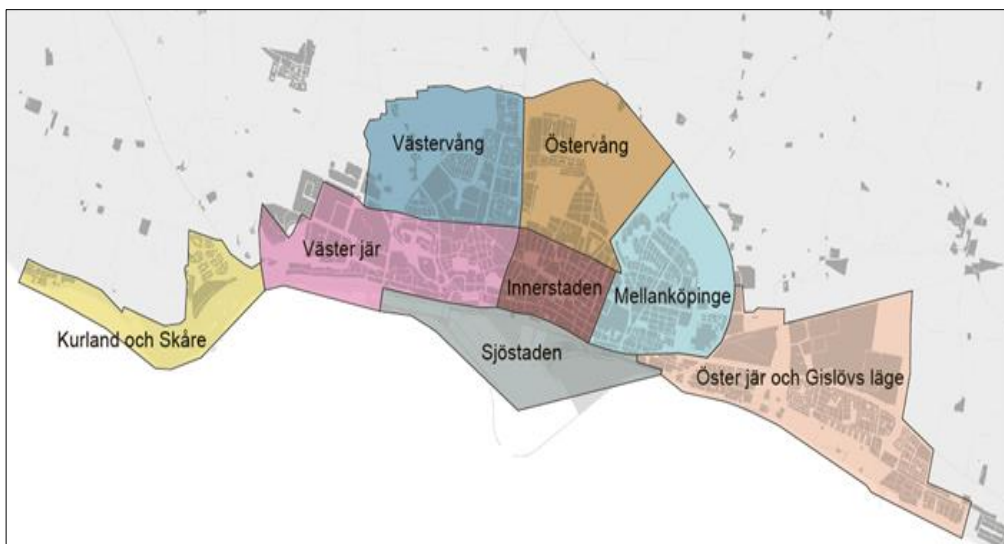 Västervång
Östervång
Väster jär
Innerstaden
Mellanköpinge
Kurland och Skåre
Sjöstaden
Öster jär och Gislövs läge